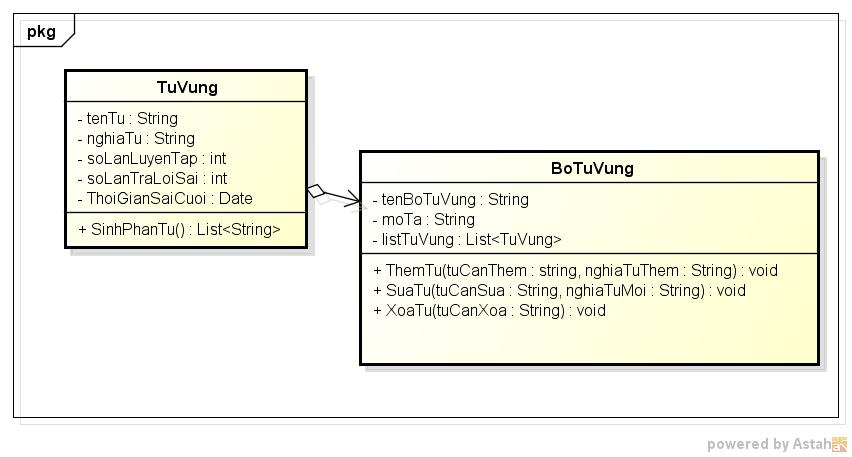 pkg
TuVung
- tenTu : String
- nghiaTu : String
- soLanLuyenTap : int
- soLanTraLoiSai : int
- ThoiGianSaiCuoi : Date
+ SinhPhanTu() : List<String>
BoTuVung
- tenBoTuVung : String
- moTa : String
- listTuVung : List<TuVung>
+ ThemTu(tuCanThem : string, nghiaTuThem : String) : void
+ SuaTu(tuCanSua : String, nghiaTuMoi : String) : void
+ XoaTu(tuCanXoa : String) : void
powered by Astah